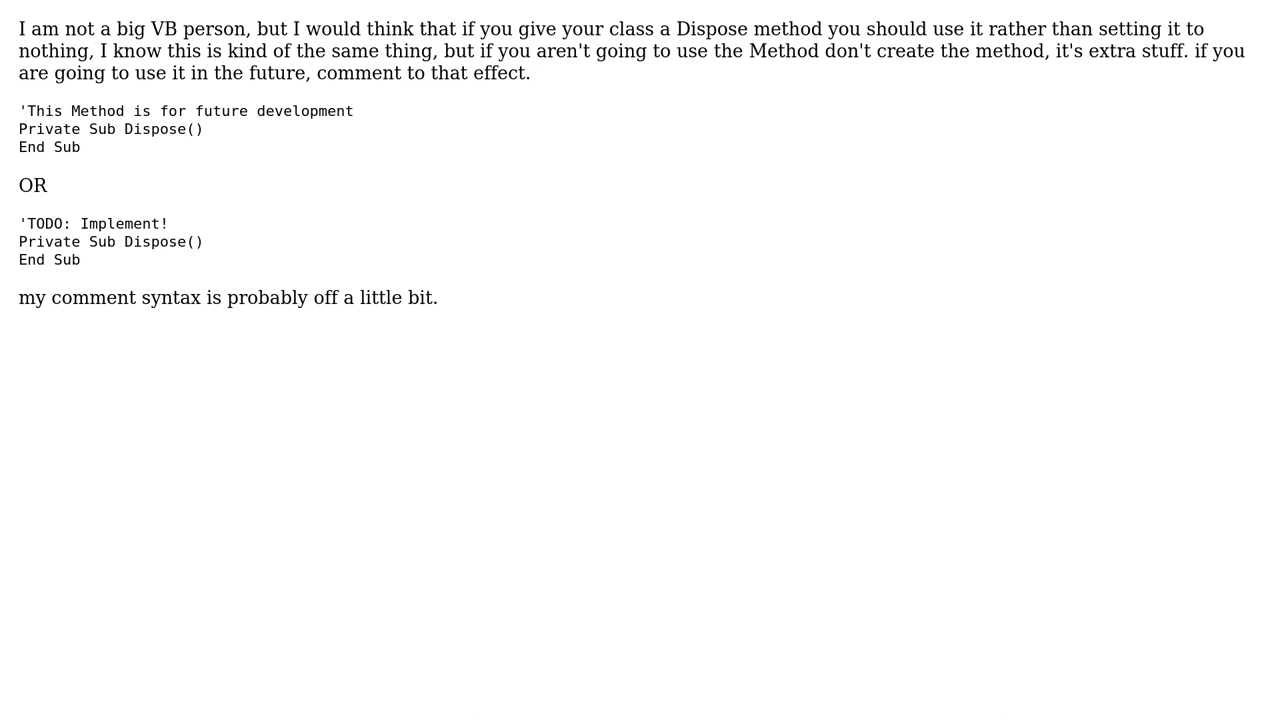 I am not a big VB person, but I would think that if you give your class a Dispose method you should use it rather than setting it to
nothing, I know this is kind of the same thing, but if you aren't going to use the Method don't create the method, it's extra stuff. if you
are going to use it in the future, comment to that effect.
'This Method is for future development
Private Sub Dispose()
End Sub
OR
'TODO: Implement!
Private Sub Dispose()
End Sub
my comment syntax is probably off a little bit.